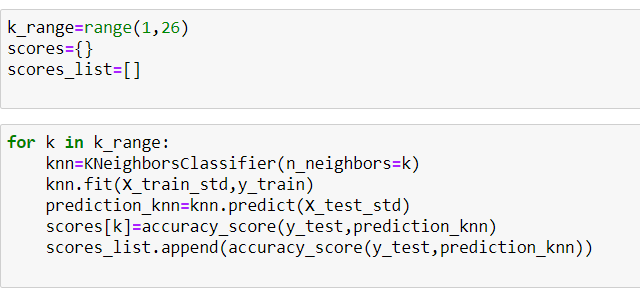 k_range=range(1,26)
scores={}
scores_list=[]
for k in k_range:
    knn=KNeighborsClassifier(n_neighbors=k)
    knn.fit(X_train_std,y_train)
    prediction_knn=knn.predict(X_test_std)
    scores[k]=accuracy_score(y_test,prediction_knn)
    scores_list.append(accuracy_score(y_test,prediction_knn))